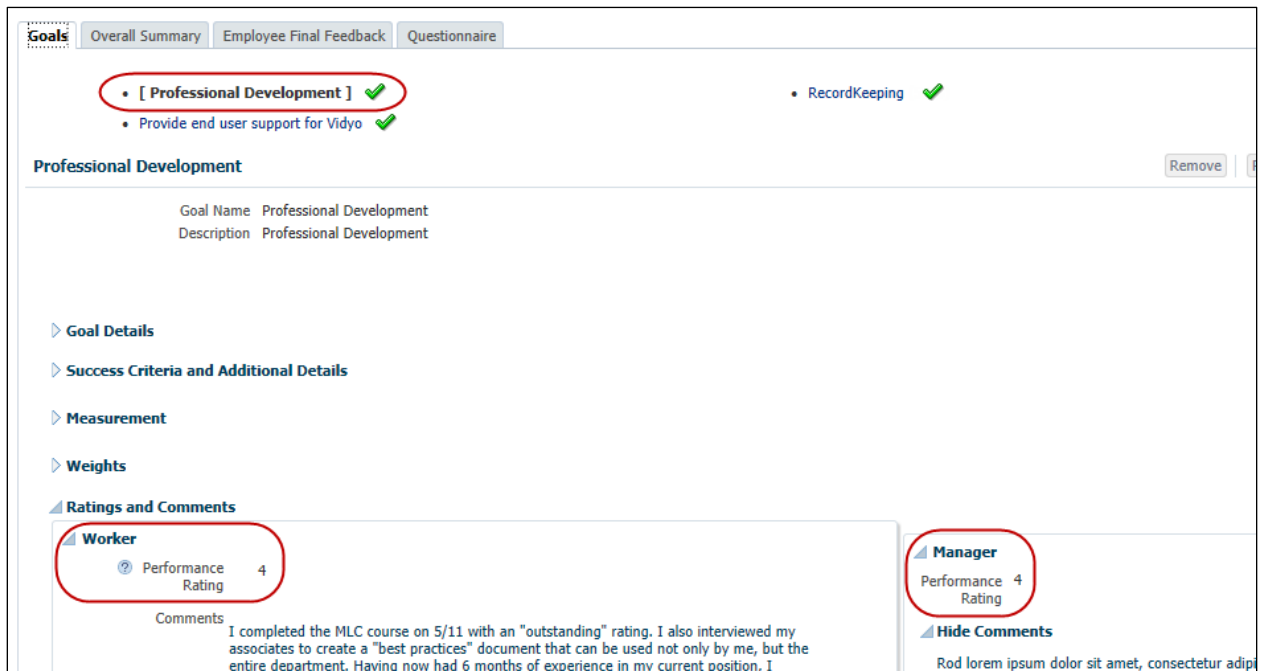 Goals Overall Summary Employee Final Feedback Questionnaire
• [ Professional Development ] • RecordKeeping
• Provide end user support for Vidyo
Professional Development Remove
Goal Name Professional Development
Description Professional Development
Goal Details
Success Criteria and Additional Details
Measurement
Weights
Ratings and Comments
Worker
? Performance Rating 4
Comments
I completed the MLC course on 5/11 with an "outstanding" rating. I also interviewed my
associates to create a "best practices" document that can be used not only by me, but the
entire department. Having now had 6 months of experience in my current position, I
Manager
Performance 4
Rating
Hide Comments
Rod lorem ipsum dolor sit amet, consectetur adipi